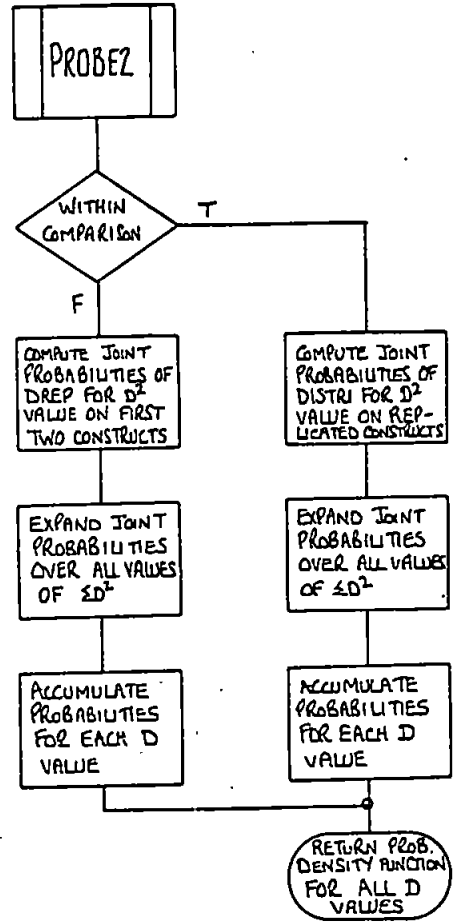 PROBE2
WITHIN
COMPARISON
T
F
COMPUTE JOINT
PROBABILITIES OF
DREP FOR D²
VALUE ON FIRST
TWO CONSTRUCTS
EXPAND JOINT
PROBABILITIES
OVER ALL VALUES
OF ΣD²
ACCUMULATE
PROBABILITIES
FOR EACH D
VALUE
COMPUTE JOINT
PROBABILITIES OF
DISTRI FOR D²
VALUE ON REP-
LICATED CONSTRUCTS
EXPAND JOINT
PROBABILITIES
OVER ALL VALUES
OF ΣD²
ACCUMULATE
PROBABILITIES
FOR EACH D
VALUE
RETURN PROB.
DENSITY FUNCTION
FOR ALL D
VALUES